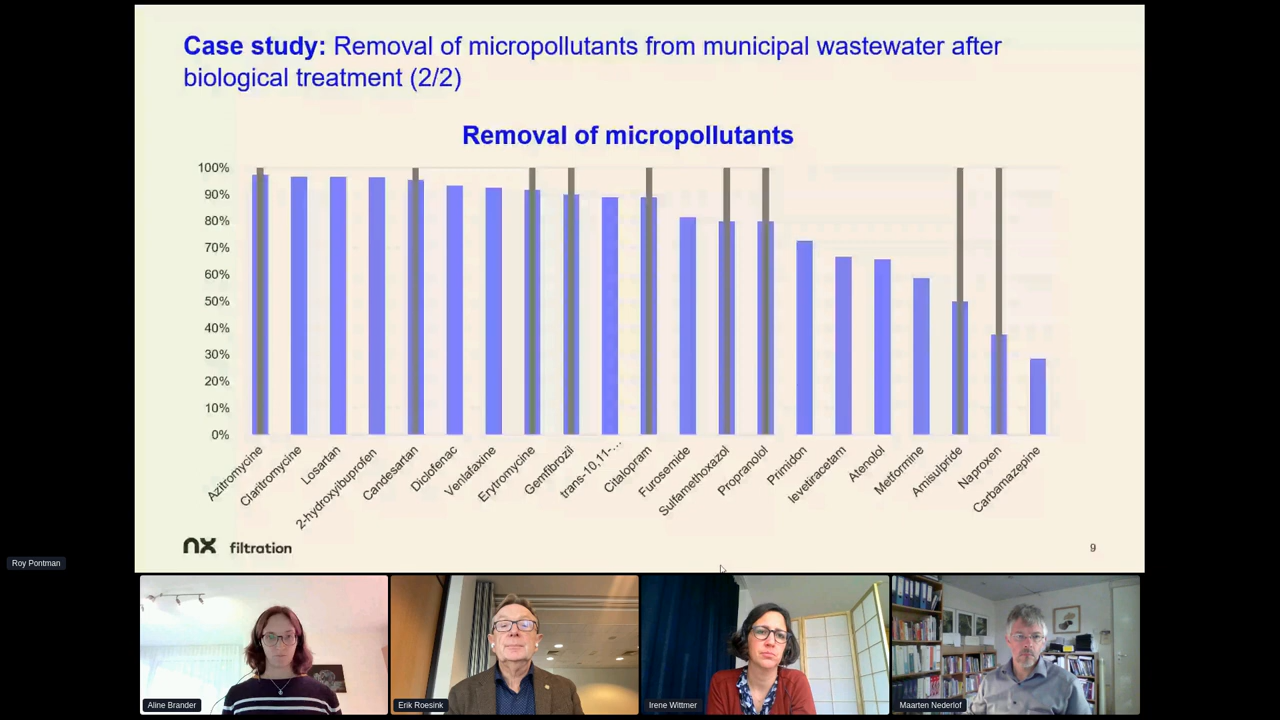 Case study: Removal of micropollutants from municipal wastewater after
biological treatment (2/2)
Removal of micropollutants
100%
90%
80%
70%
60%
50%
40%
30%
20%
10%
0%
Azitromycine
Claritromycine
Losartan
2-hydroxylbuprofen
Candesartan
Diclofenac
Venlafaxine
Erytromycine
Gemfibrozil
trans-10,11-...
Citalopram
Furosemide
Sulfamethoxazol
Propranolol
Primidon
levetiracetam
Atenolol
Metformine
Amisulpride
Naproxen
Carbamazepine
nx filtration
9
Roy Pontman
Aline Brander
Erik Roesink
Irene Wittmer
Maarten Nederlof